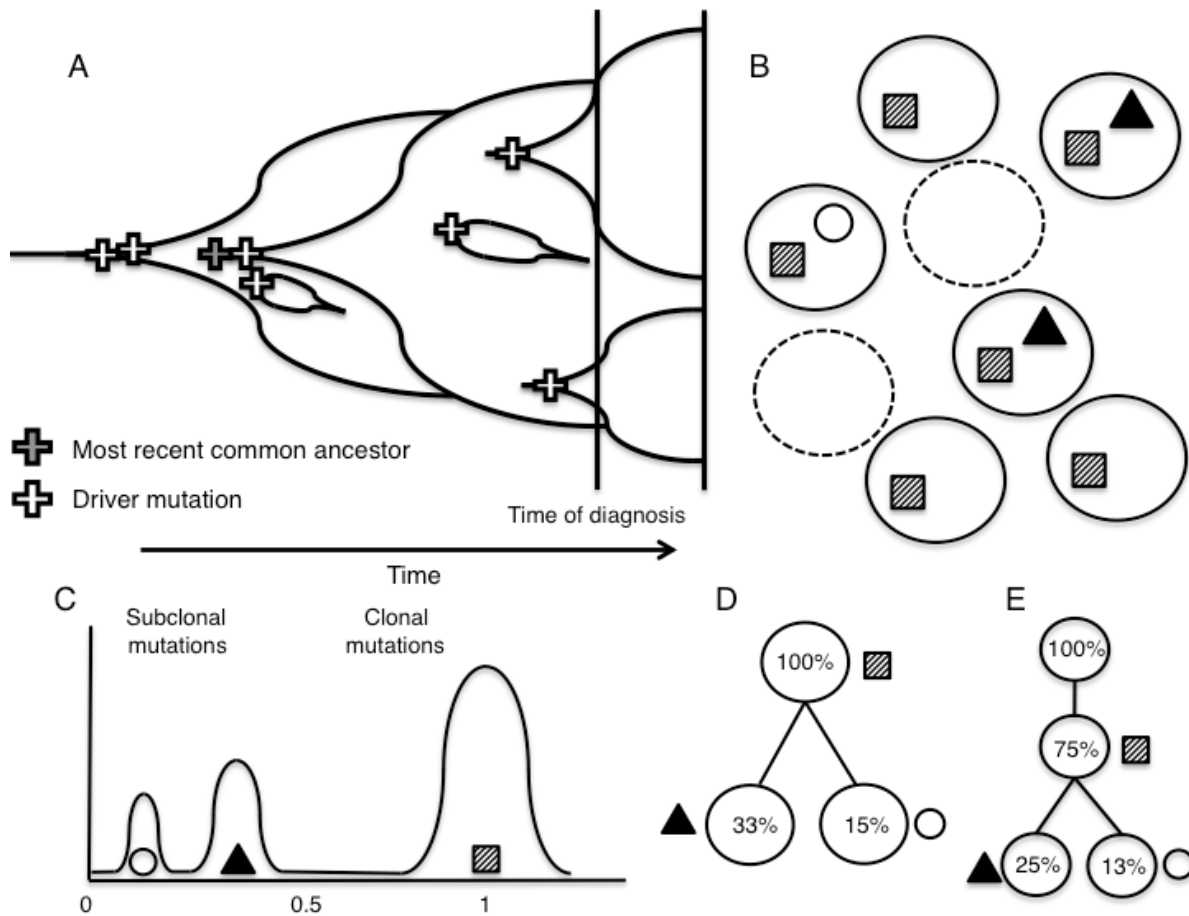 A
B
Most recent common ancestor
Driver mutation
Time of diagnosis
Time
C
Subclonal
mutations
Clonal
mutations
0
0.5
1
D
100%
33%
15%
E
100%
75%
25%
13%